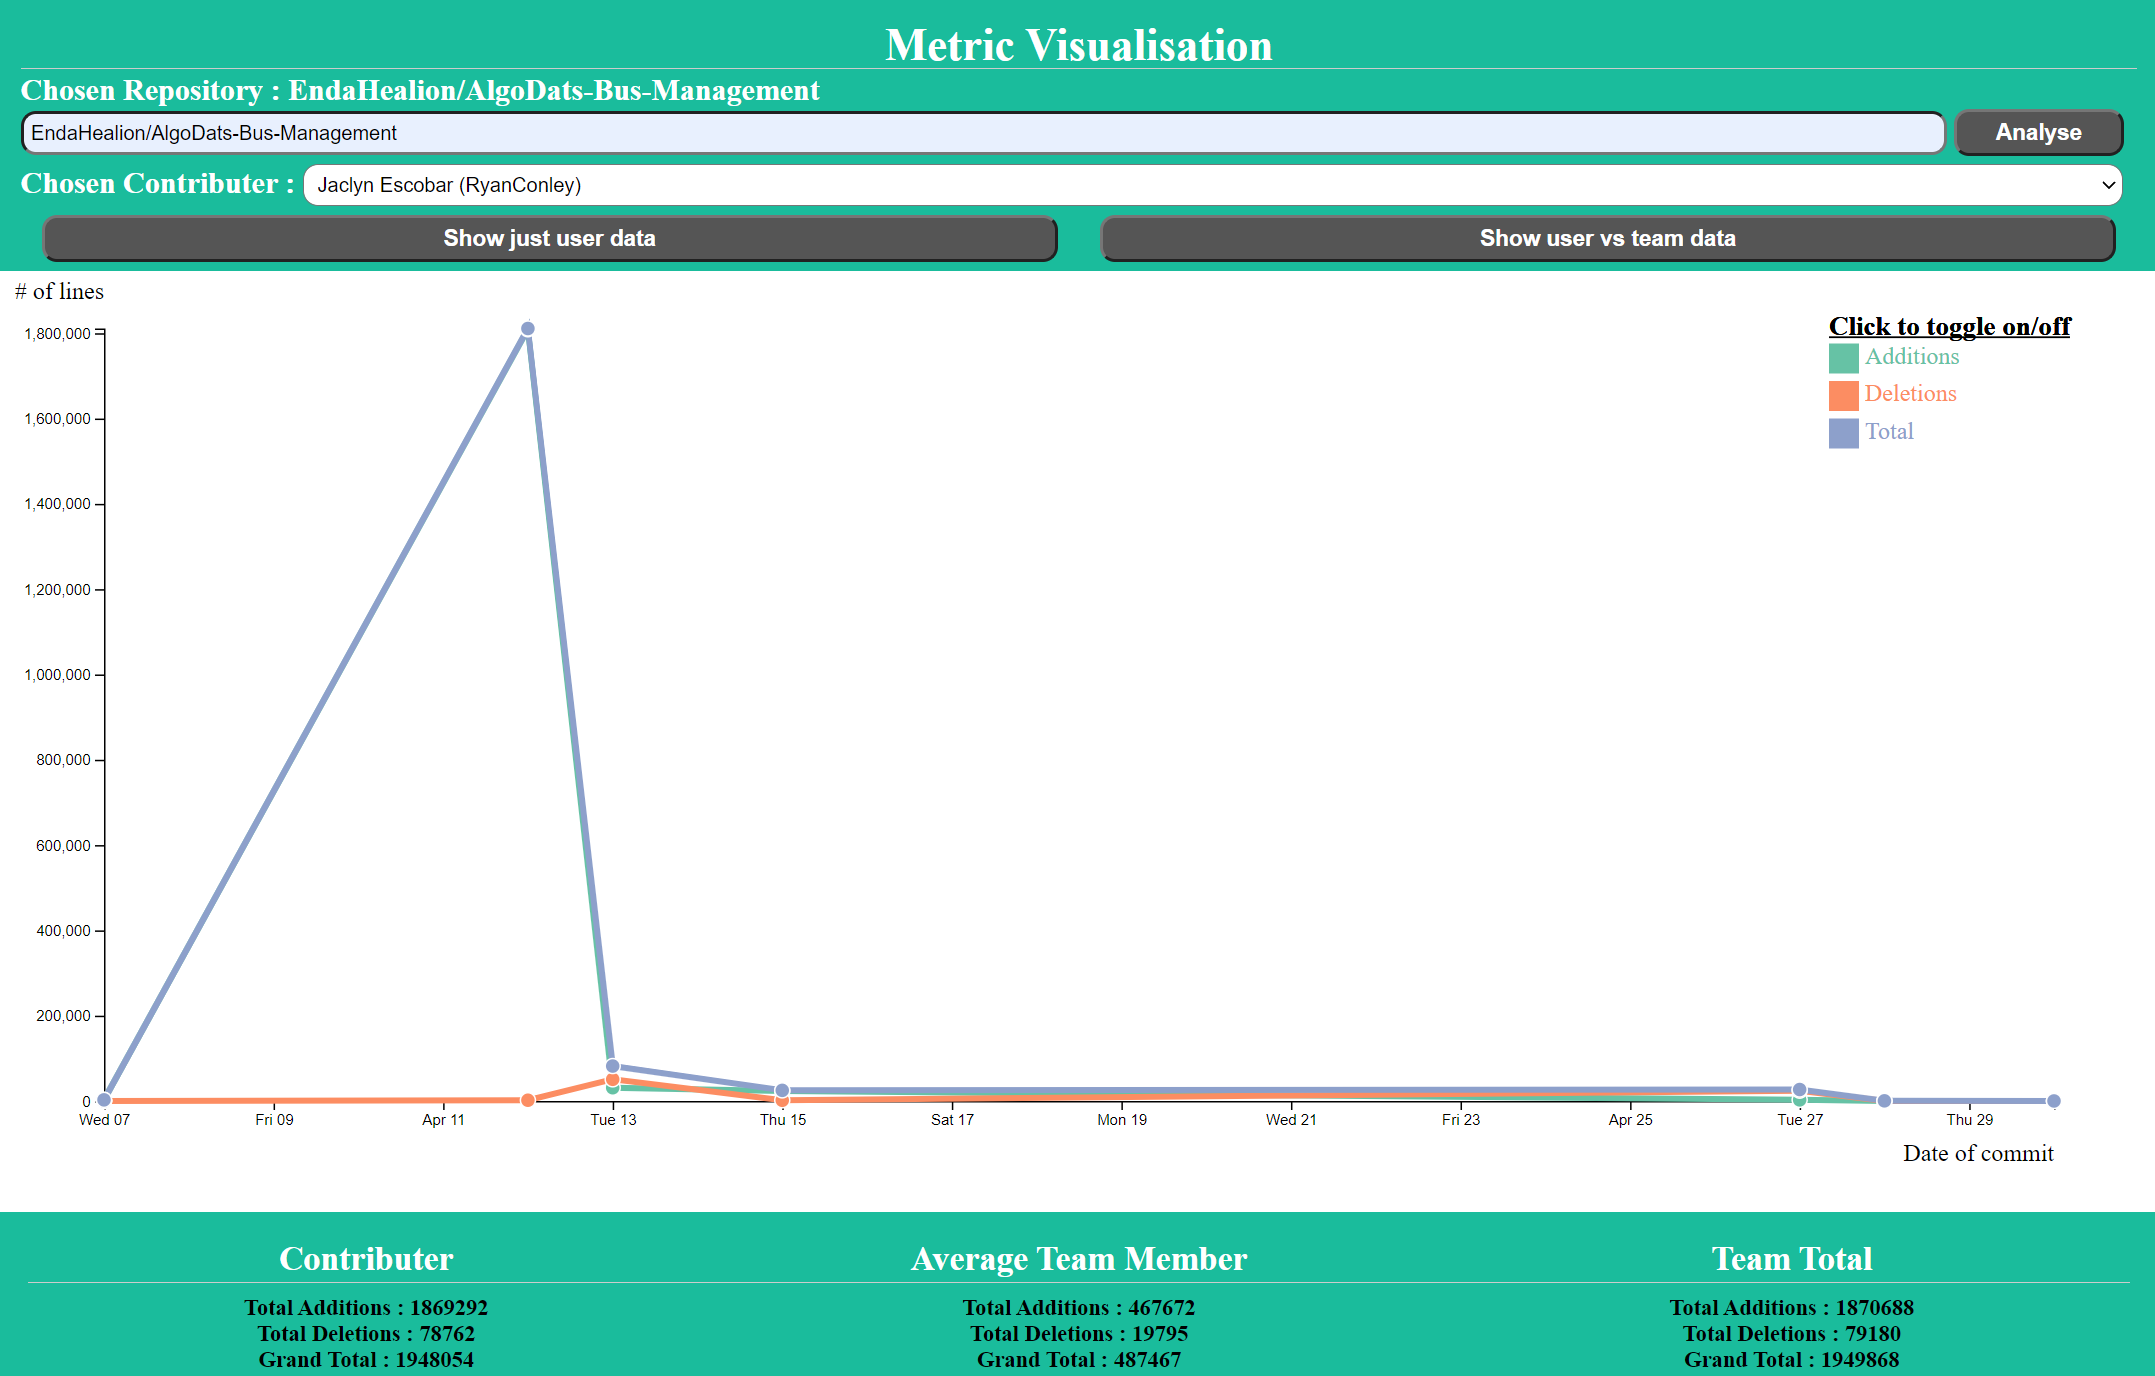 Metric Visualisation
Chosen Repository : EndaHealion/AlgoDats-Bus-Management
EndaHealion/AlgoDats-Bus-Management
Analyse
Chosen Contributer :
Jaclyn Escobar (RyanConley)
Show just user data
Show user vs team data
# of lines
1,800,000
1,600,000
1,400,000
1,200,000
1,000,000
800,000
600,000
400,000
200,000
0
Click to toggle on/off
Additions
Deletions
Total
Wed 07
Fri 09
Apr 11
Tue 13
Thu 15
Sat 17
Mon 19
Wed 21
Fri 23
Apr 25
Tue 27
Thu 29
Date of commit
Contributer
Total Additions : 1869292
Total Deletions : 78762
Grand Total : 1948054
Average Team Member
Total Additions : 467672
Total Deletions : 19795
Grand Total : 487467
Team Total
Total Additions : 1870688
Total Deletions : 79180
Grand Total : 1949868